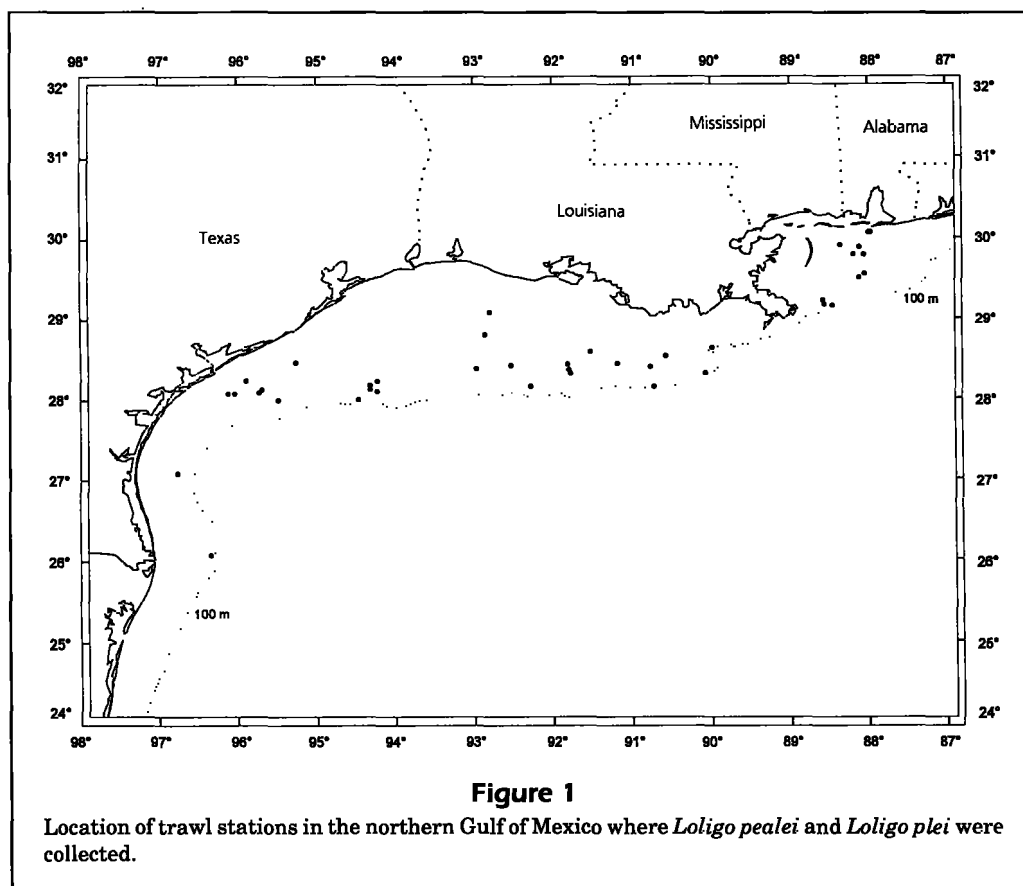 98° 97° 96° 95° 94° 93° 92° 91° 90° 89° 88° 87°
32° 32°
Mississippi Alabama
31° 31°
Louisiana
Texas
30° 30°
100 m
29° 29°
28° 28°
27° 27°
26° 26°
100 m
25° 25°
24° 24°
98° 97° 96° 95° 94° 93° 92° 91° 90° 89° 88° 87°
Figure 1
Location of trawl stations in the northern Gulf of Mexico where Loligo pealei and Loligo plei were
collected.